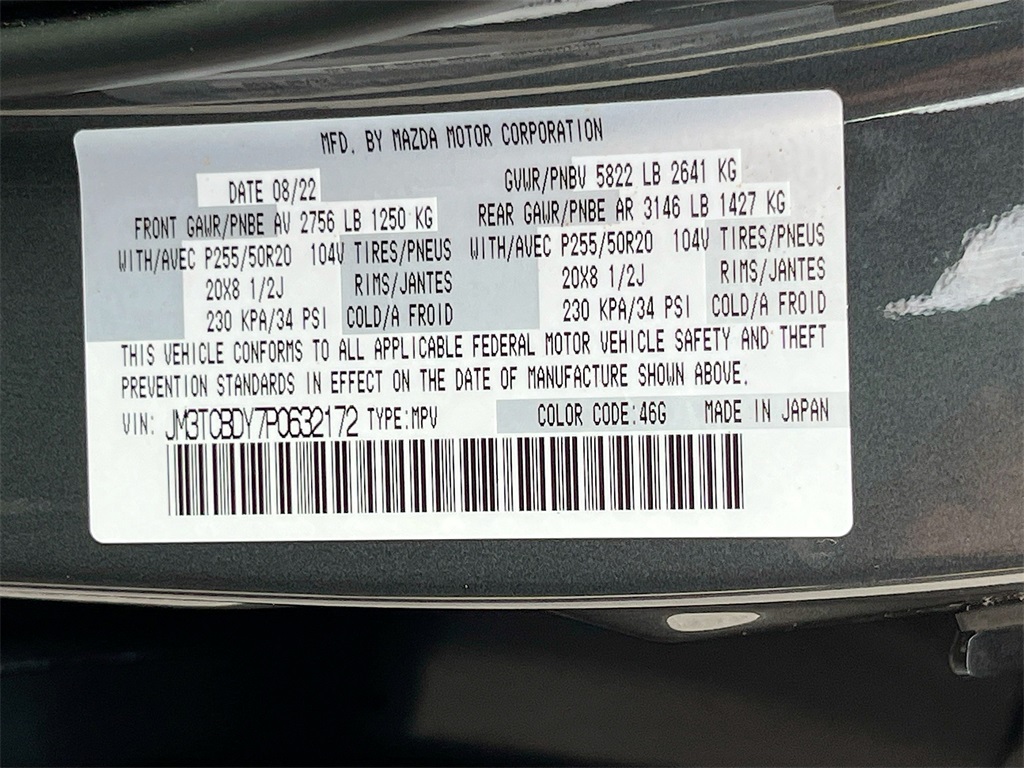 MFD. BY MAZDA MOTOR CORPORATION
DATE 08/22 GVWR/PNBV 5822 LB 2641 KG
FRONT GAWR/PNBE AV 2756 LB 1250 KG REAR GAWR/PNBE AR 3146 LB 1427 KG
WITH/AVEC P255/50R20 104V TIRES/PNEUS WITH/AVEC P255/50R20 104V TIRES/PNEUS
20X8 1/2J RIMS/JANTES 20X8 1/2J RIMS/JANTES
230 KPA/34 PSI COLD/A FROID 230 KPA/34 PSI COLD/A FROID
THIS VEHICLE CONFORMS TO ALL APPLICABLE FEDERAL MOTOR VEHICLE SAFETY AND THEFT
PREVENTION STANDARDS IN EFFECT ON THE DATE OF MANUFACTURE SHOWN ABOVE.
VIN: JM3TCBDY7P0632172 TYPE:MPV COLOR CODE:46G MADE IN JAPAN